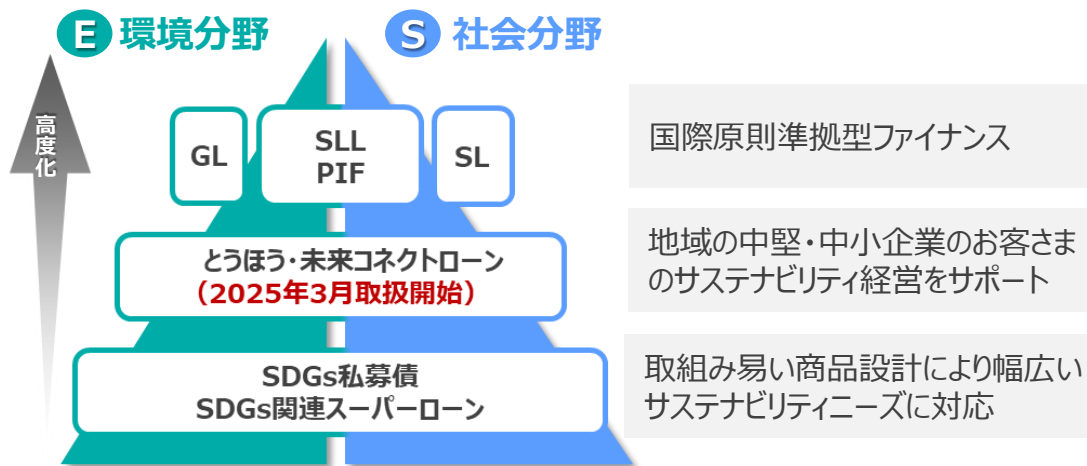 E 環境分野
S 社会分野
高度化
GL
SLL
PIF
SL
国際原則準拠型ファイナンス
とうほう・未来コネクトローン
（2025年3月取扱開始）
地域の中堅・中小企業のお客さま
のサステナビリティ経営をサポート
SDGs私募債
SDGs関連スーパーローン
取組み易い商品設計により幅広い
サステナビリティニーズに対応